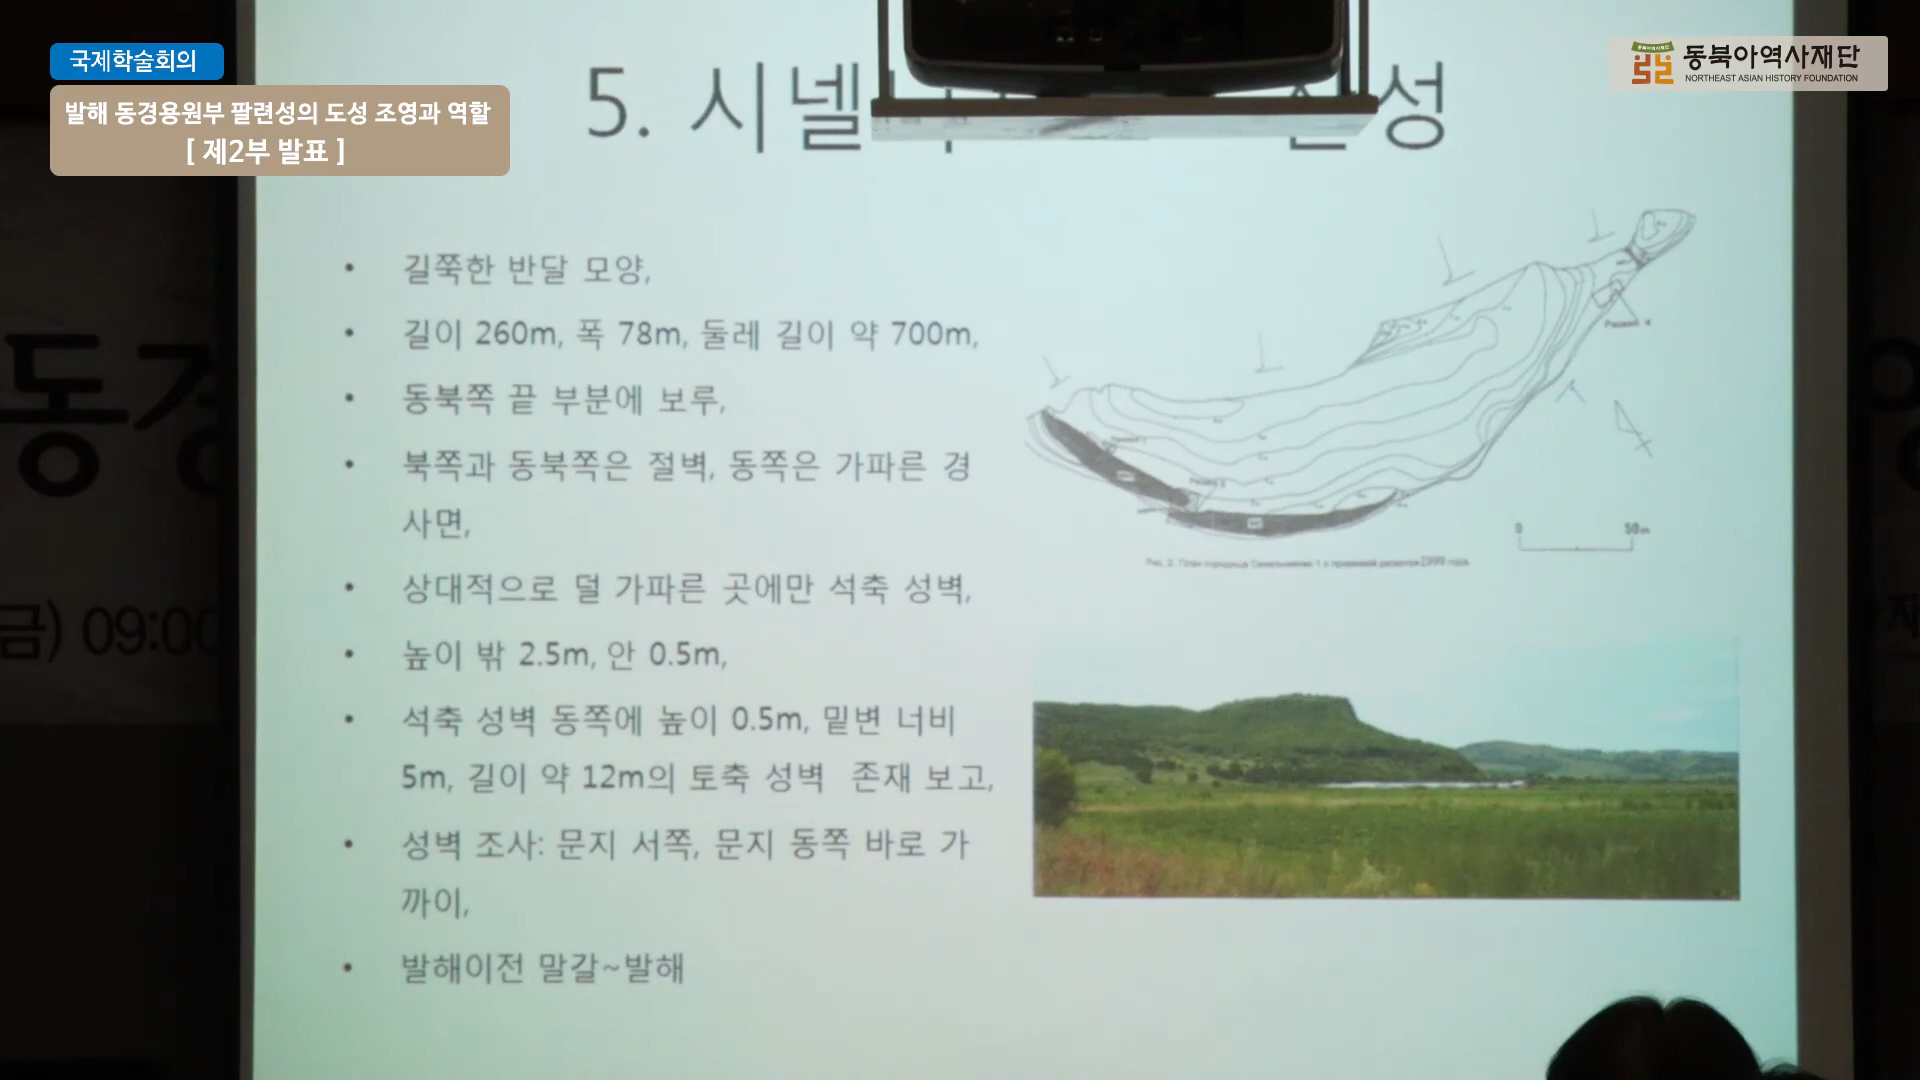 국제학술회의
발해 동경용원부 팔련성의 도성 조영과 역할
[ 제2부 발표 ]
동북아역사재단
NORTHEAST ASIAN HISTORY FOUNDATION
5. 시넬 성
• 길쭉한 반달 모양,
• 길이 260m, 폭 78m, 둘레 길이 약 700m,
• 동북쪽 끝 부분에 보루,
• 북쪽과 동북쪽은 절벽, 동쪽은 가파른 경
사면,
• 상대적으로 덜 가파른 곳에만 석축 성벽,
• 높이 밖 2.5m, 안 0.5m,
• 석축 성벽 동쪽에 높이 0.5m, 밑변 너비
5m, 길이 약 12m의 토축 성벽 존재 보고,
• 성벽 조사: 문지 서쪽, 문지 동쪽 바로 가
까이,
• 발해이전 말갈~발해
0 50m
동경
금) 09:00